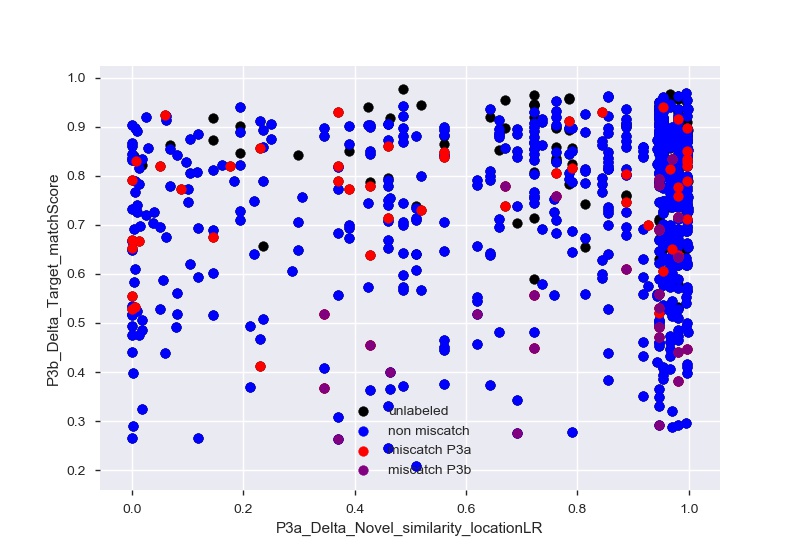 1.0
0.9
0.8
0.7
0.6
0.5
0.4
0.3
0.2
P3b_Delta_Target_matchScore
unlabeled
non miscatch
miscatch P3a
miscatch P3b
0.0 0.2 0.4 0.6 0.8 1.0
P3a_Delta_Novel_similarity_locationLR